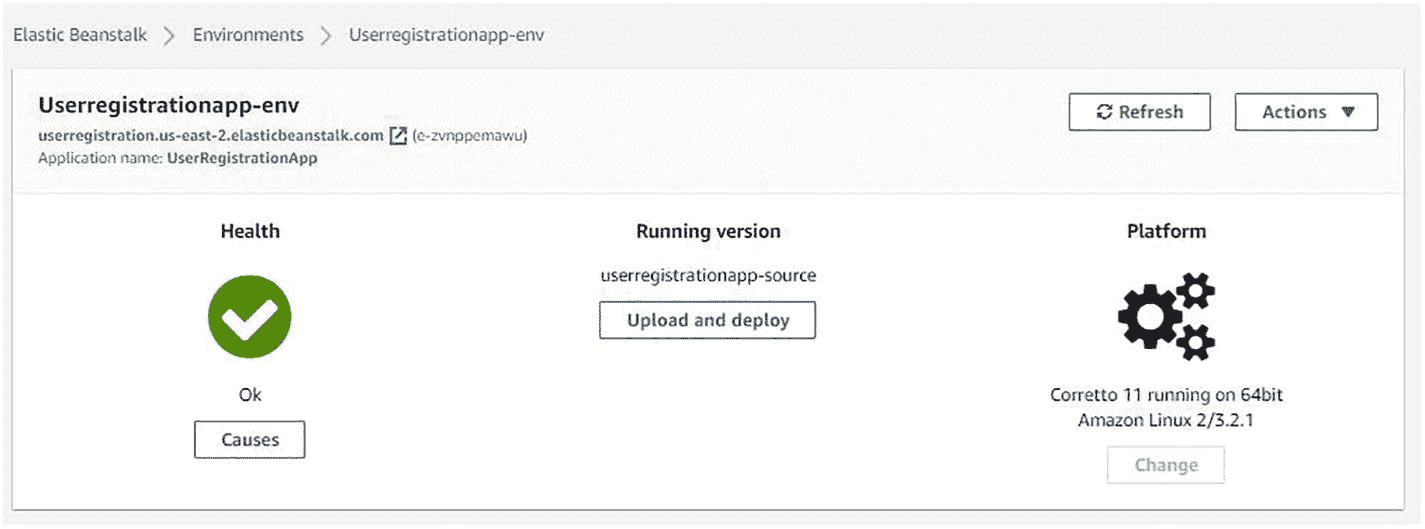 Elastic Beanstalk > Environments > Userregistrationapp-env
Userregistrationapp-env
Refresh
Actions
userregistration.us-east-2.elasticbeanstalk.com (e-zvnppemawu)
Application name: UserRegistrationApp
Health
Running version
Platform
userregistrationapp-source
Upload and deploy
Ok
Causes
Corretto 11 running on 64bit
Amazon Linux 2/3.2.1
Change